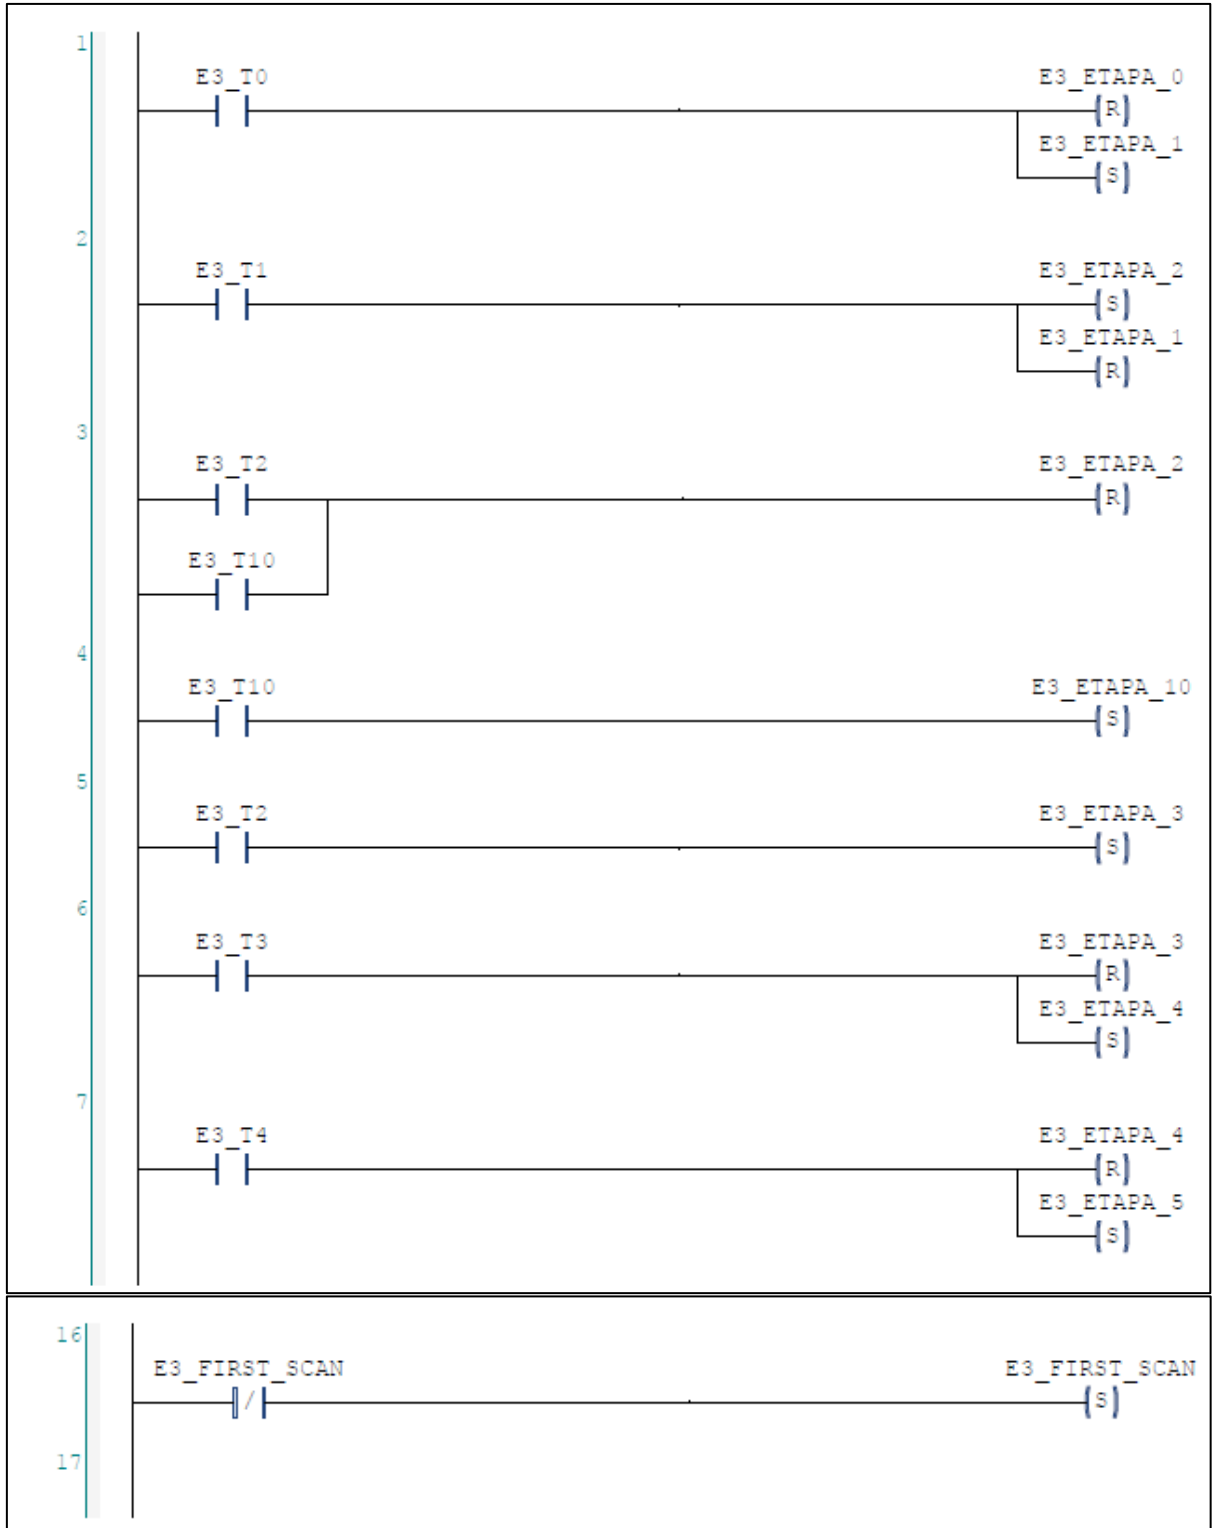 1
E3_T0 E3_ETAPA_0
R
E3_ETAPA_1
S
2
E3_T1 E3_ETAPA_2
S
E3_ETAPA_1
R
3
E3_T2 E3_ETAPA_2
R
E3_T10
4
E3_T10 E3_ETAPA_10
S
5
E3_T2 E3_ETAPA_3
S
6
E3_T3 E3_ETAPA_3
R
E3_ETAPA_4
S
7
E3_T4 E3_ETAPA_4
R
E3_ETAPA_5
S
16
E3_FIRST_SCAN E3_FIRST_SCAN
/ S
17